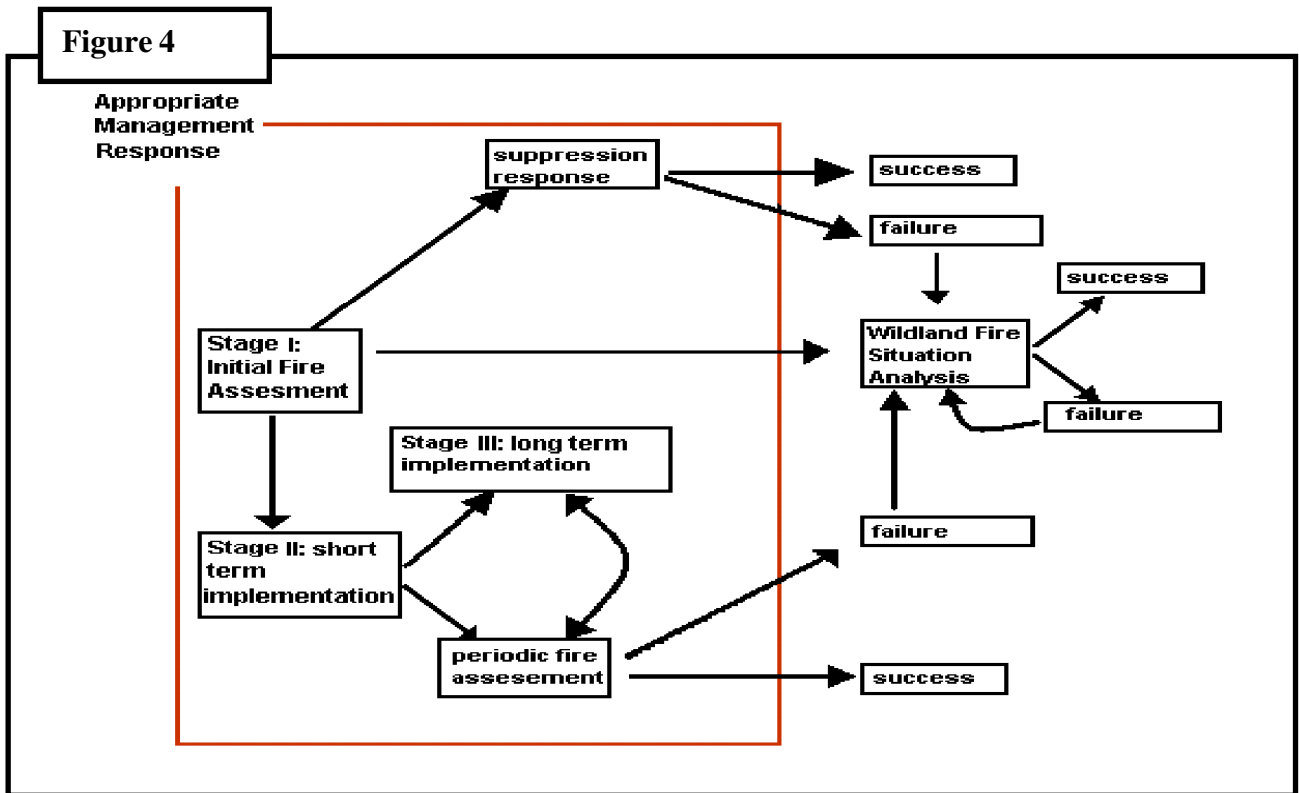 Figure 4
Appropriate
Management
Response
suppression
response
success
failure
success
Stage I:
Initial Fire
Assesment
Wildland Fire
Situation
Analysis
failure
Stage III: long term
implementation
Stage II: short
term
implementation
failure
periodic fire
assesement
success